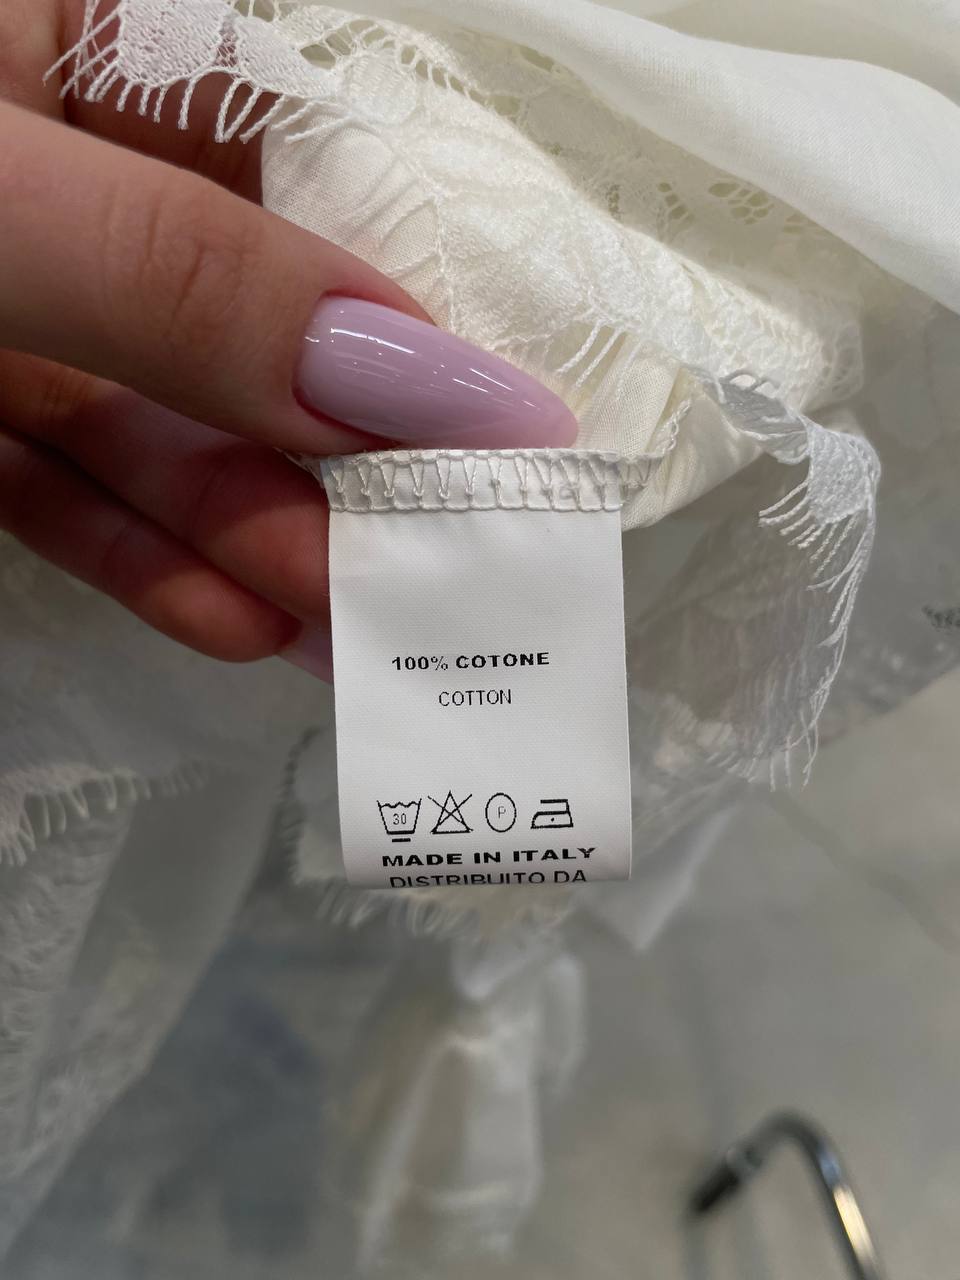 100% COTONE
COTTON
30 P
MADE IN ITALY
DISTRIBUITO DA